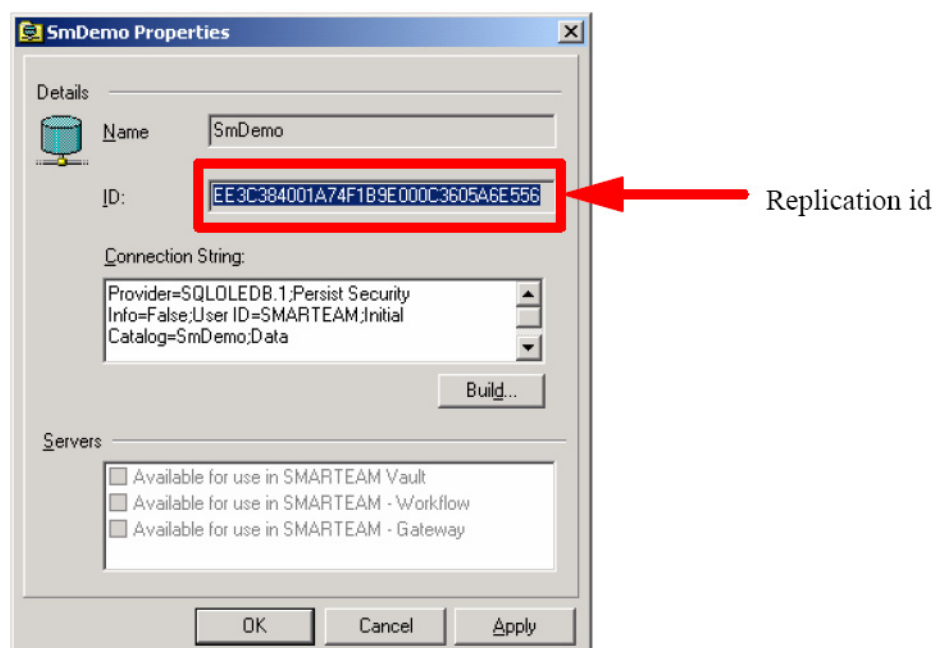 SmDemo Properties
Details
Name SmDemo
ID: EE3C384001A74F1B9E000C3605A6E556
Replication id
Connection String:
Provider=SQLOLEDB.1;Persist Security
Info=False;User ID=SMARTEAM;Initial
Catalog=SmDemo;Data
Build...
Servers
Available for use in SMARTEAM Vault
Available for use in SMARTEAM - Workflow
Available for use in SMARTEAM - Gateway
OK Cancel Apply